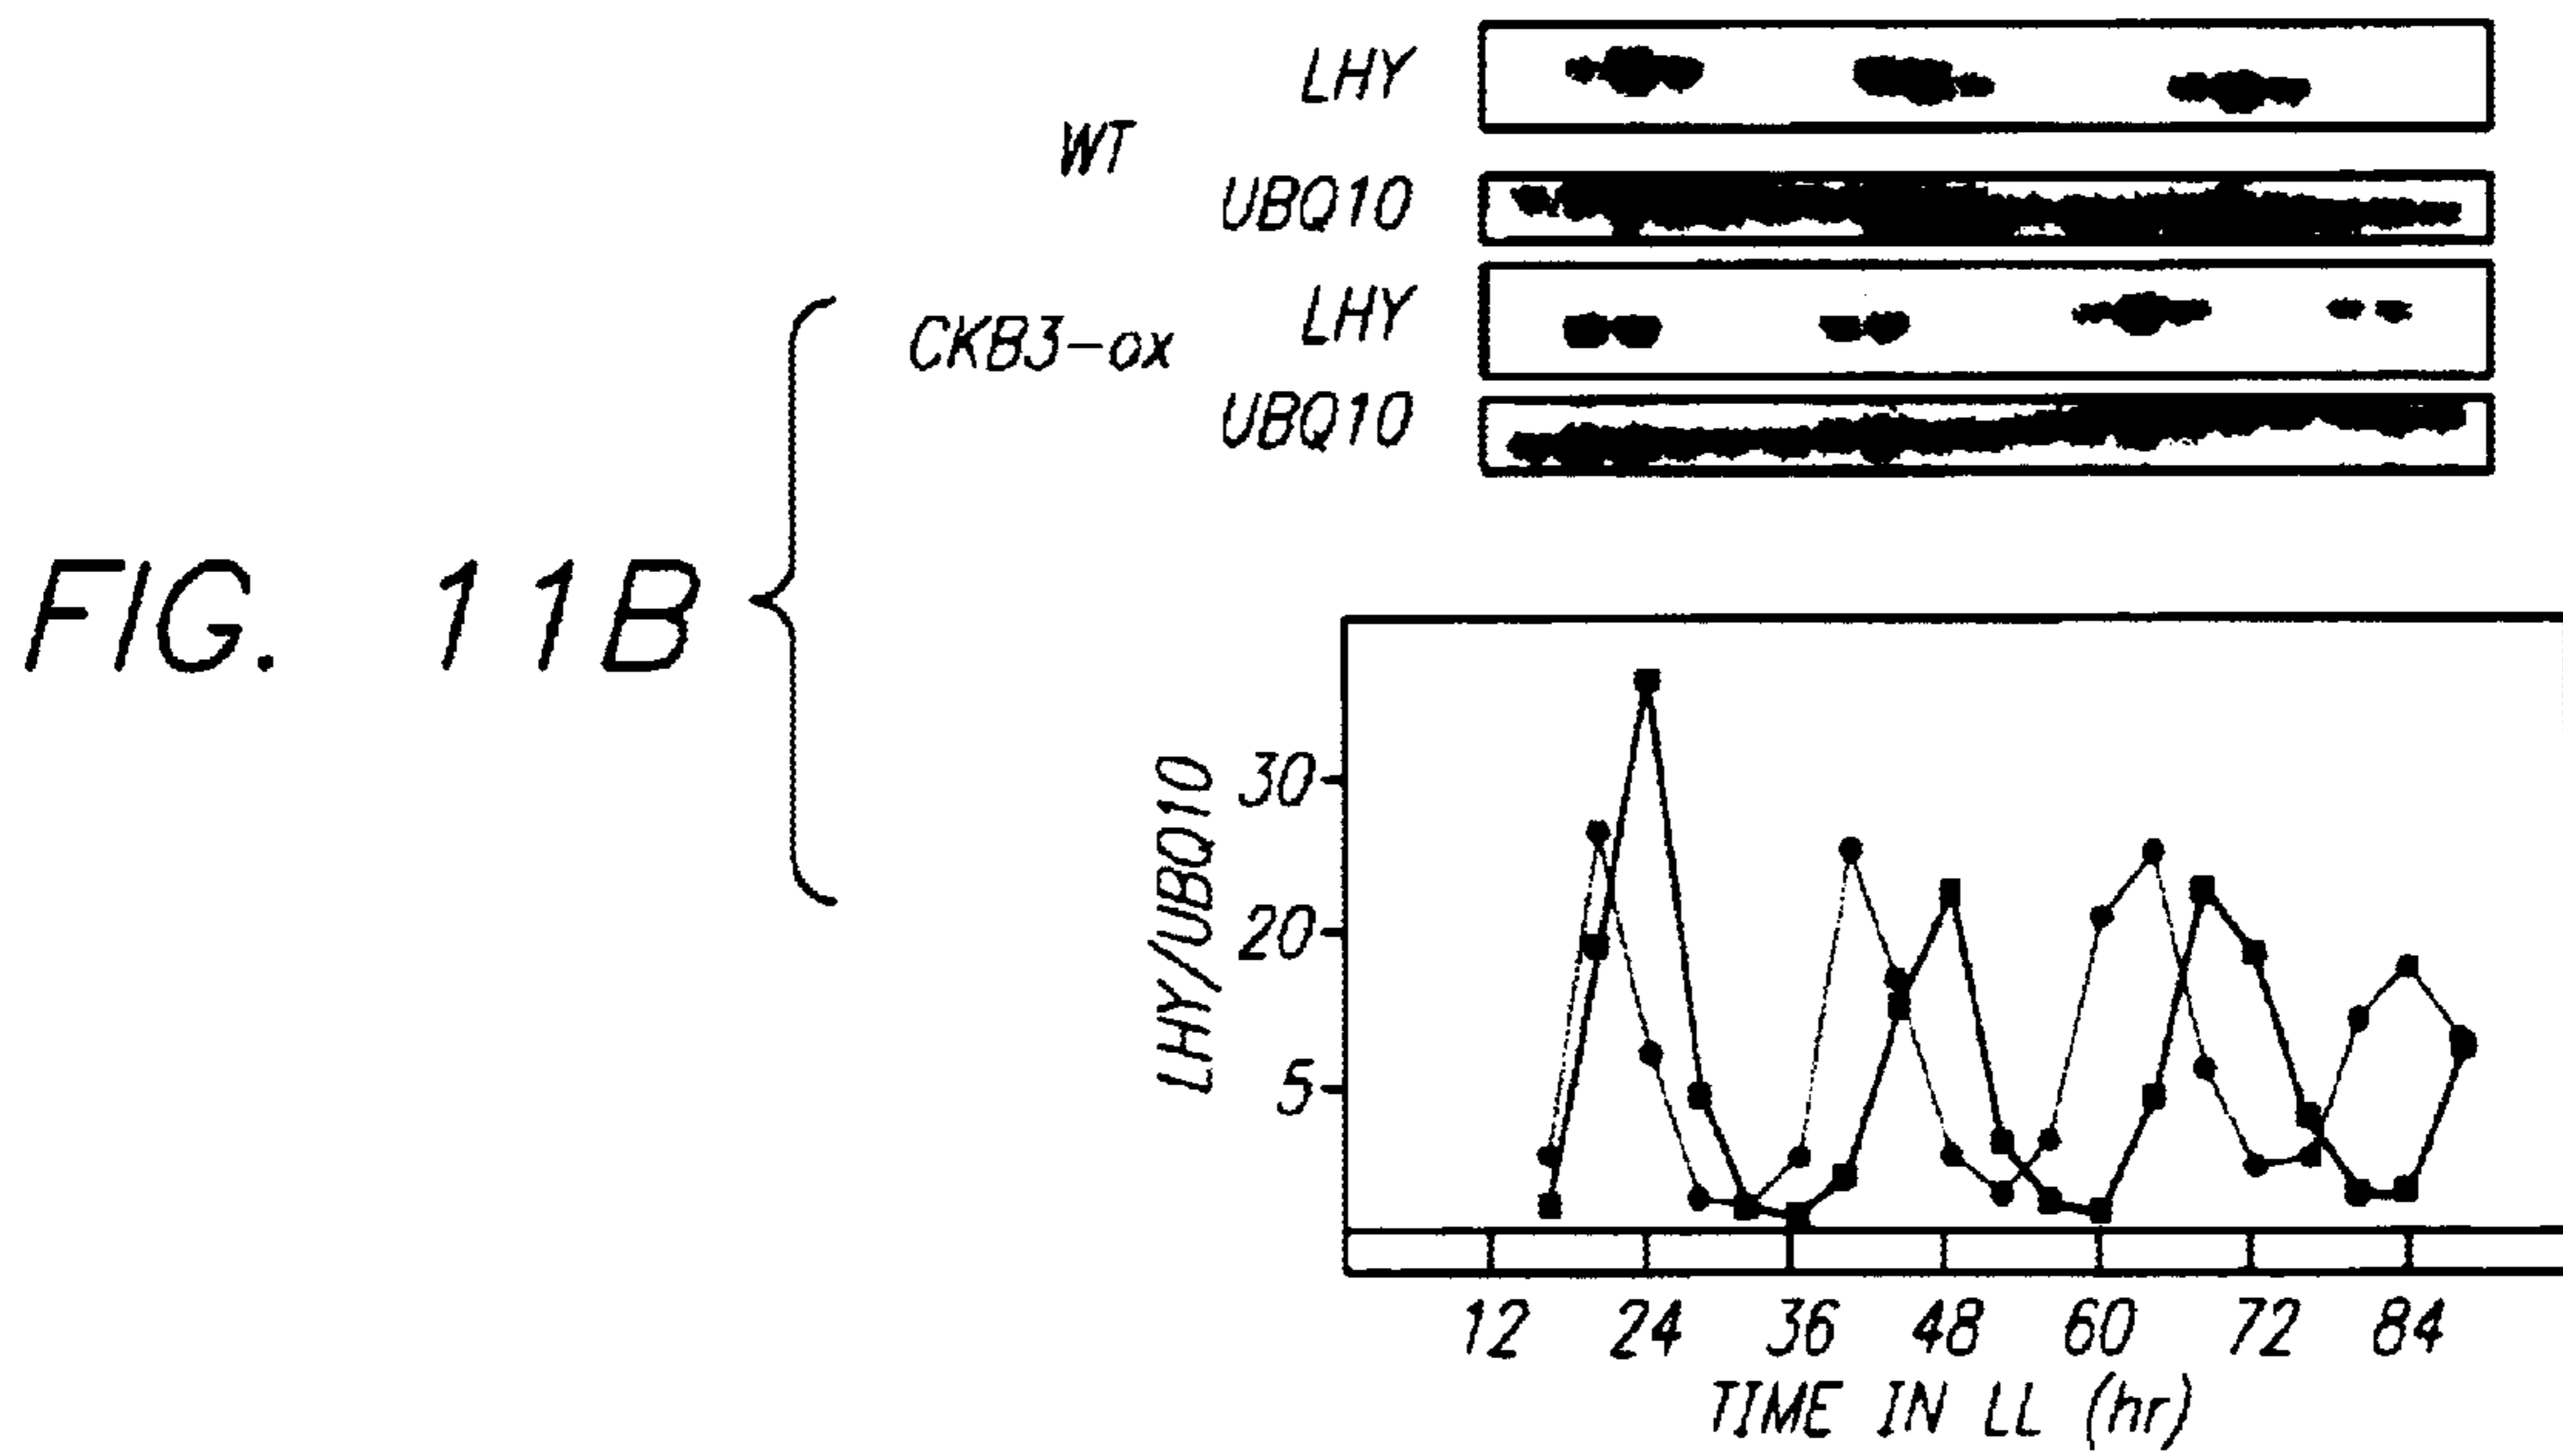 LHY
WT
UBQ10
LHY
CKB3-ox
UBQ10
FIG. 11B
LHY/UBQ10
30
20
5
12 24 36 48 60 72 84
TIME IN LL (hr)